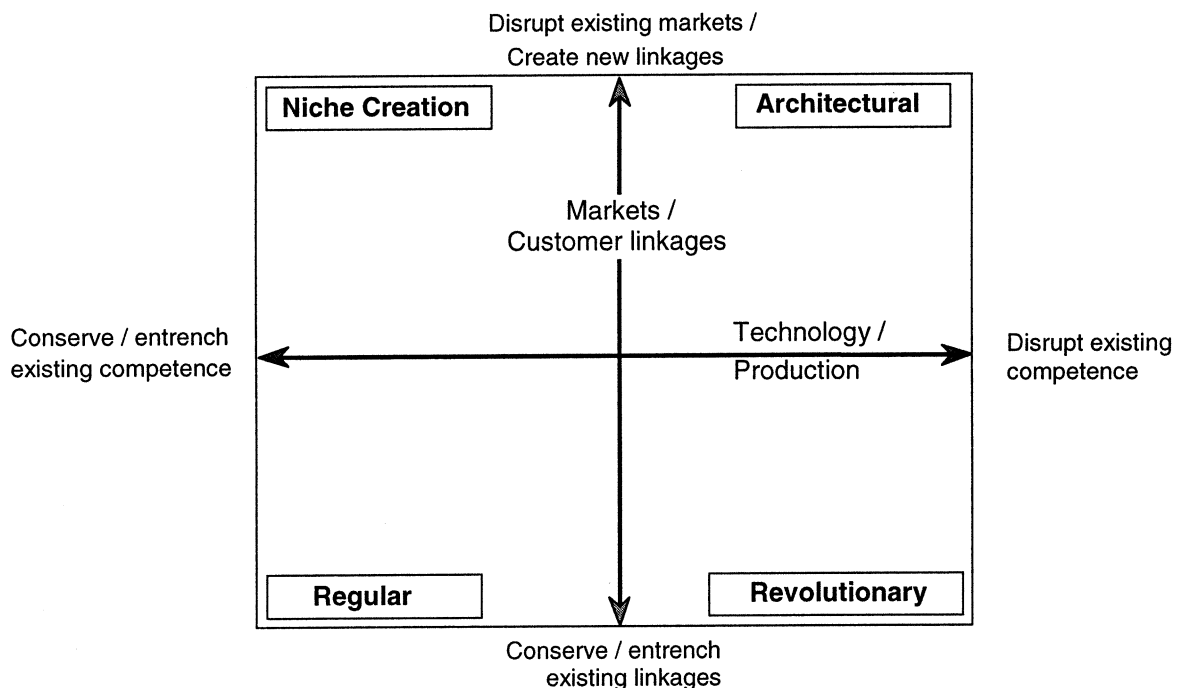 Disrupt existing markets /
Create new linkages
Niche Creation
Architectural
Markets /
Customer linkages
Conserve / entrench
existing competence
Technology /
Production
Disrupt existing
competence
Regular
Revolutionary
Conserve / entrench
existing linkages